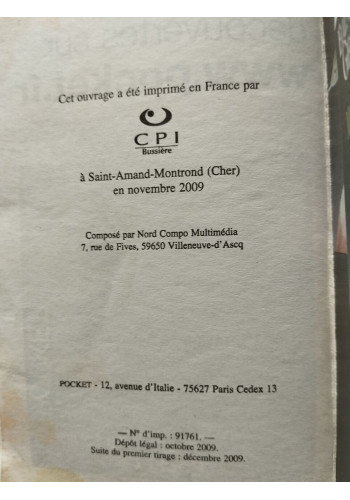 Cet ouvrage a été imprimé en France par
CPI
Bussière
à Saint-Amand-Montrond (Cher)
en novembre 2009
Composé par Nord Compo Multimédia
7, rue de Fives, 59650 Villeneuve-d'Ascq
POCKET - 12, avenue d'Italie - 75627 Paris Cedex 13
— N° d'imp. : 91761. —
Dépôt légal : octobre 2009.
Suite du premier tirage : décembre 2009.